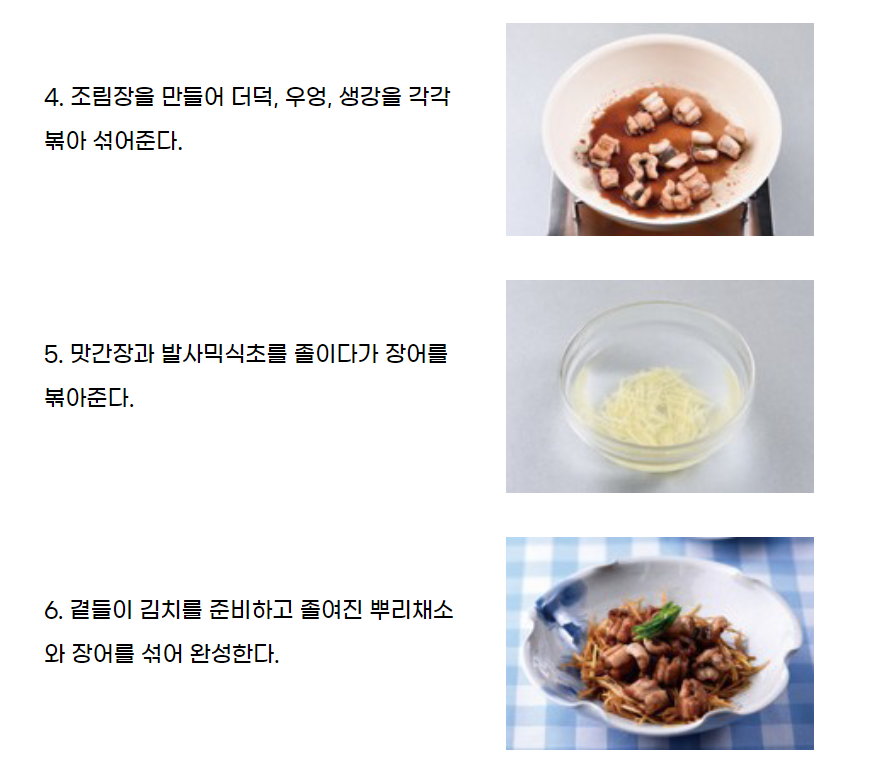 4. 조림장을 만들어 더덕, 우엉, 생강을 각각
볶아 섞어준다.
5. 맛간장과 발사믹식초를 졸이다가 장어를
볶아준다.
6. 곁들이 김치를 준비하고 졸여진 뿌리채소
와 장어를 섞어 완성한다.